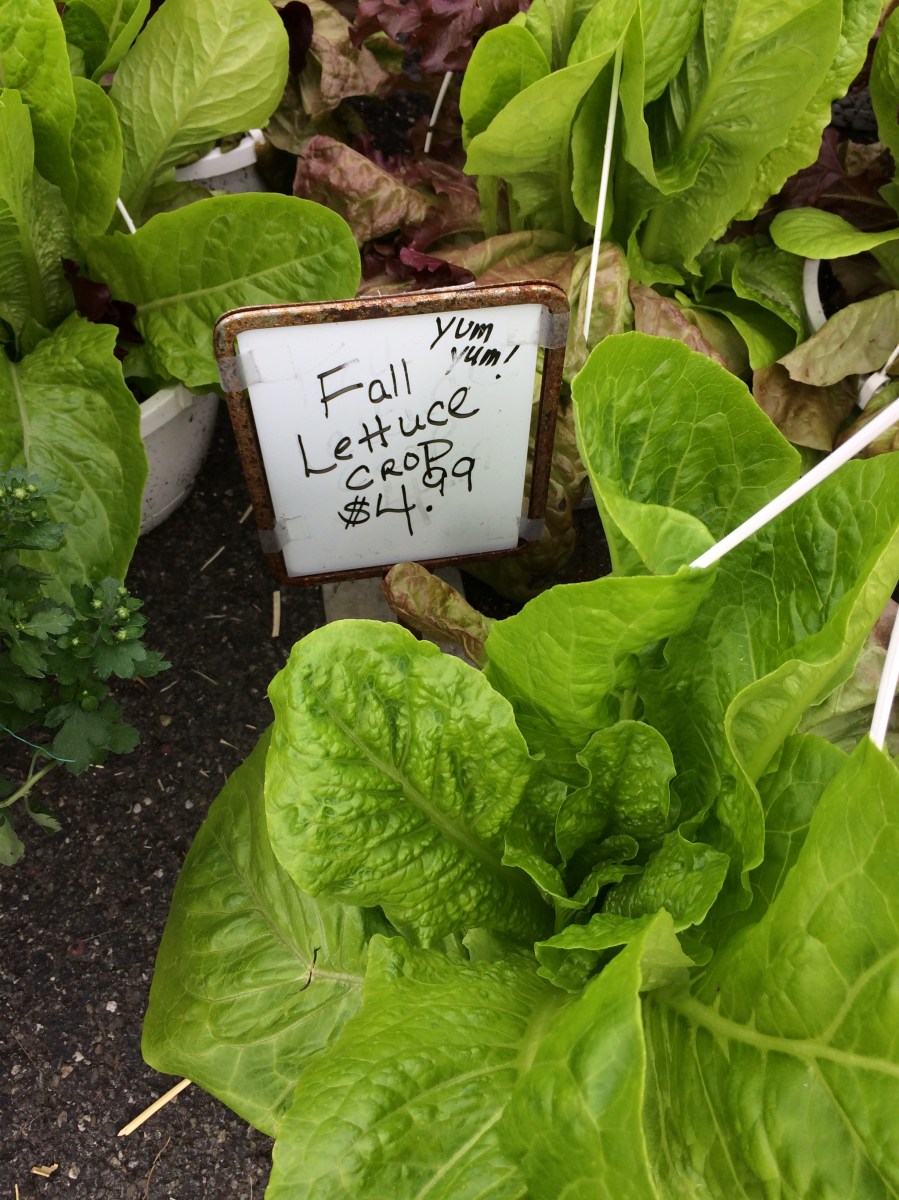 Yum
Yum!
Fall
Lettuce
CROP
$4.99